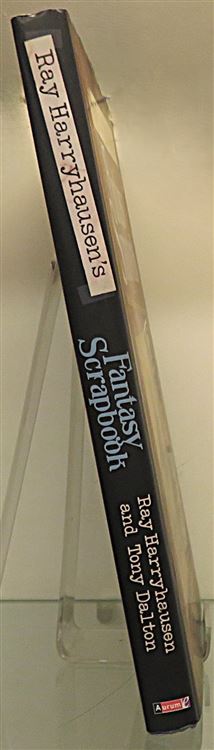 Ray Harryhausen's
Fantasy
Scrapbook
Ray Harryhausen
and Tony Dalton
Aurum